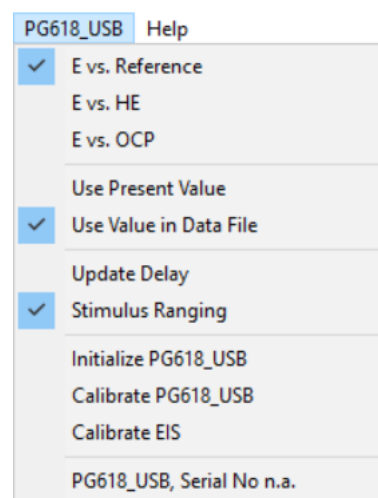 PG618_USB Help
E vs. Reference
E vs. HE
E vs. OCP
Use Present Value
Use Value in Data File
Update Delay
Stimulus Ranging
Initialize PG618_USB
Calibrate PG618_USB
Calibrate EIS
PG618_USB, Serial No n.a.